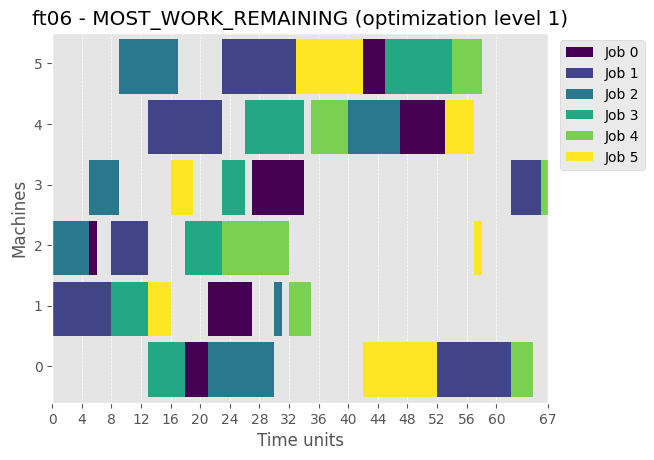 ft06 - MOST_WORK_REMAINING (optimization level 1)
Machines
5
4
3
2
1
0
0 4 8 12 16 20 24 28 32 36 40 44 48 52 56 60 67
Time units
Job 0
Job 1
Job 2
Job 3
Job 4
Job 5